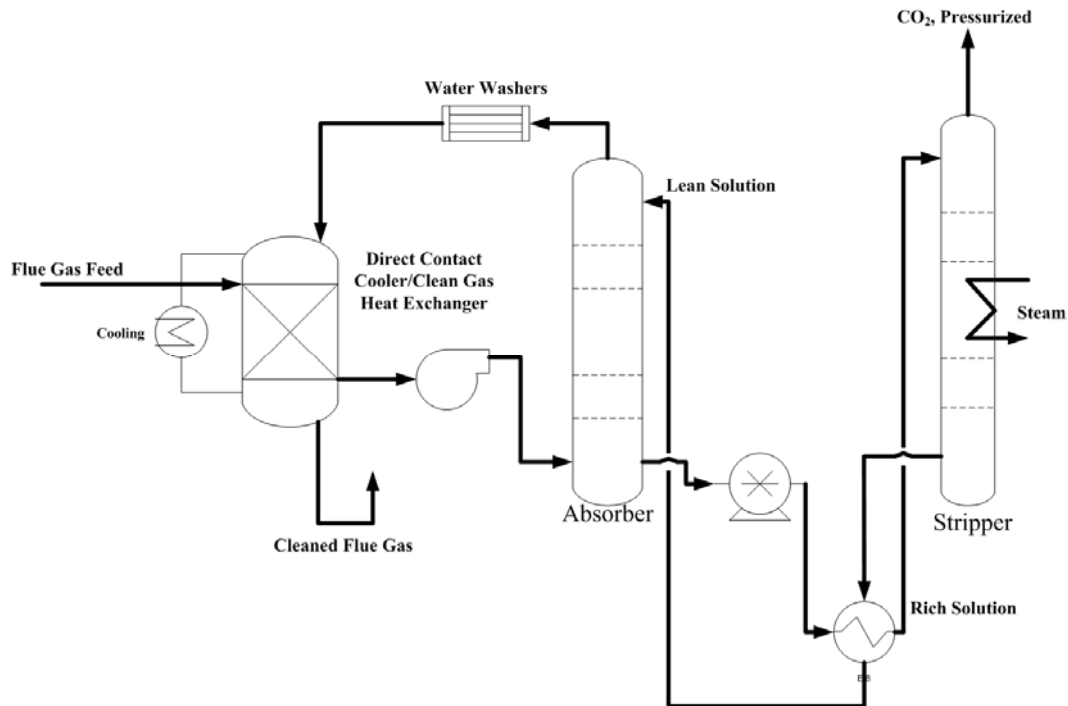 CO₂, Pressurized
Water Washers
Lean Solution
Flue Gas Feed
Direct Contact
Cooler/Clean Gas
Heat Exchanger
Cooling
Steam
Absorber
Stripper
Cleaned Flue Gas
Rich Solution